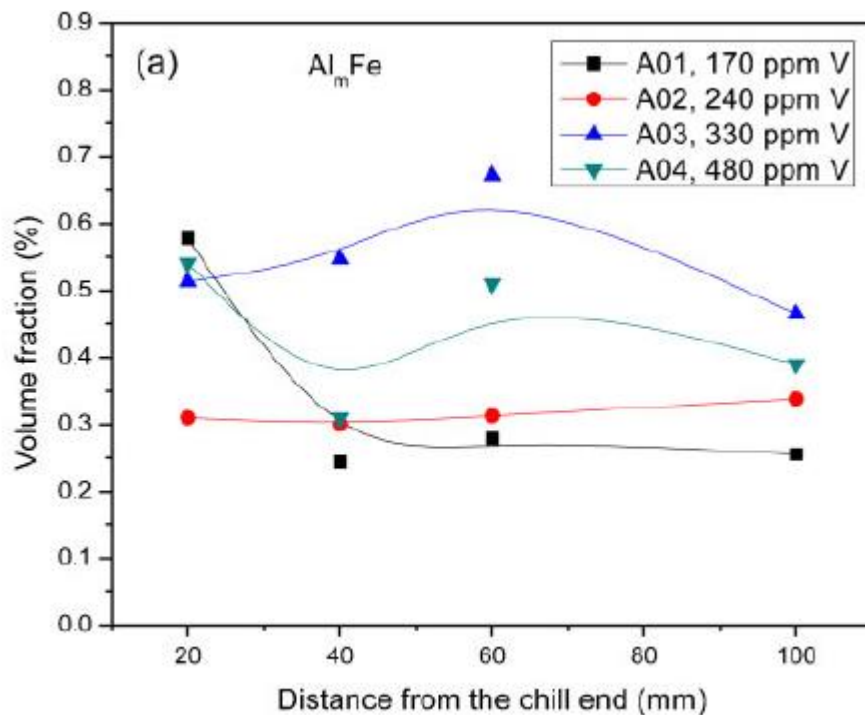 (a)
Al_mFe
A01, 170 ppm V
A02, 240 ppm V
A03, 330 ppm V
A04, 480 ppm V
Volume fraction (%)
0.9
0.8
0.7
0.6
0.5
0.4
0.3
0.2
0.1
0.0
20 40 60 80 100
Distance from the chill end (mm)